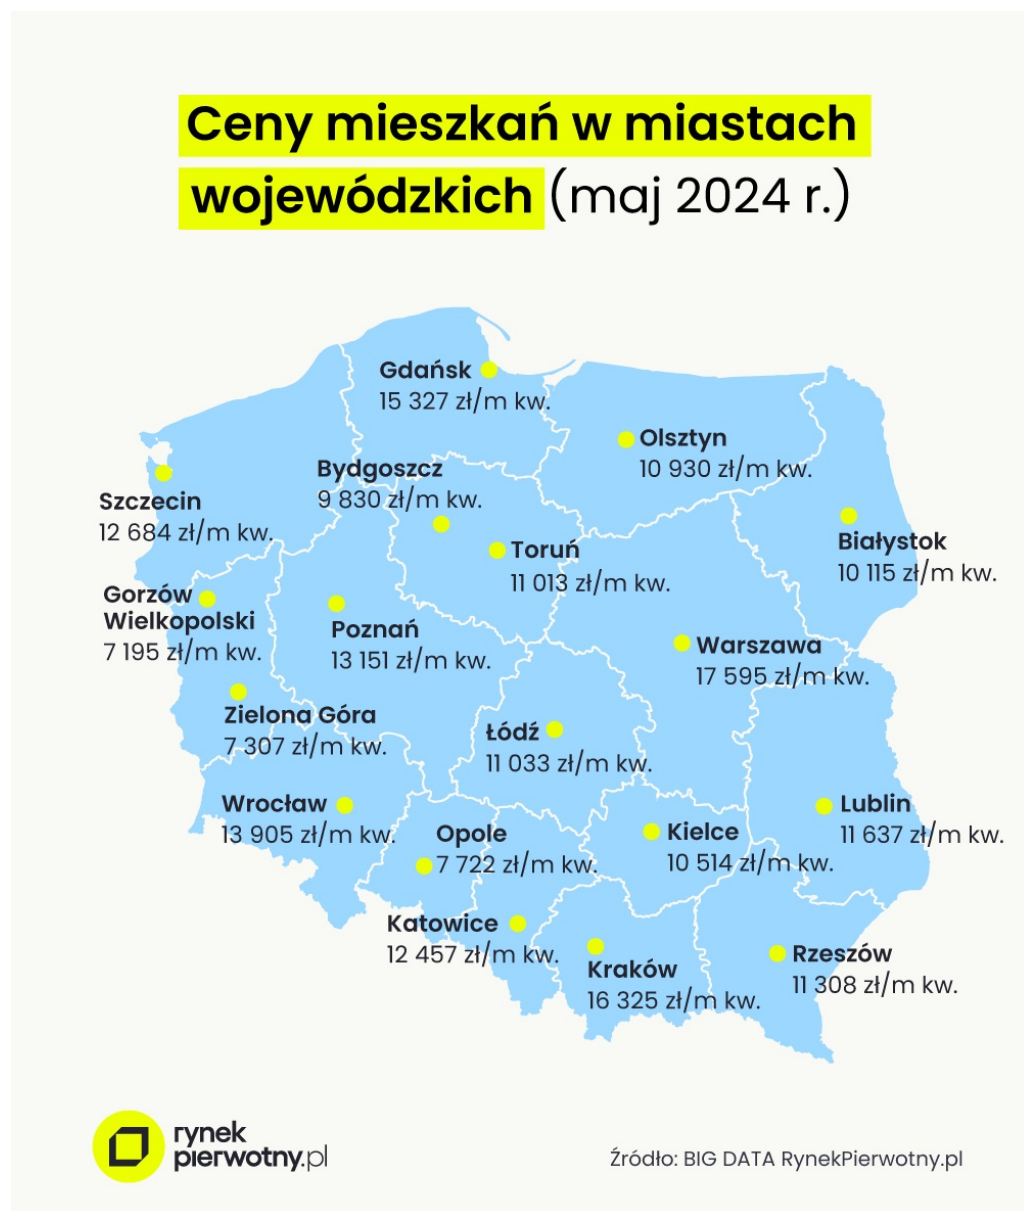 Ceny mieszkań w miastach
wojewódzkich (maj 2024 r.)
Gdańsk
15 327 zł/m kw.
Olsztyn
10 930 zł/m kw.
Bydgoszcz
9 830 zł/m kw.
Szczecin
12 684 zł/m kw.
Toruń
11 013 zł/m kw.
Białystok
10 115 zł/m kw.
Gorzów
Wielkopolski
7 195 zł/m kw.
Poznań
13 151 zł/m kw.
Warszawa
17 595 zł/m kw.
Zielona Góra
7 307 zł/m kw.
Łódź
11 033 zł/m kw.
Wrocław
13 905 zł/m kw.
Opole
7 722 zł/m kw.
Kielce
10 514 zł/m kw.
Lublin
11 637 zł/m kw.
Katowice
12 457 zł/m kw.
Kraków
16 325 zł/m kw.
Rzeszów
11 308 zł/m kw.
rynek
pierwotny.pl
Źródło: BIG DATA RynekPierwotny.pl